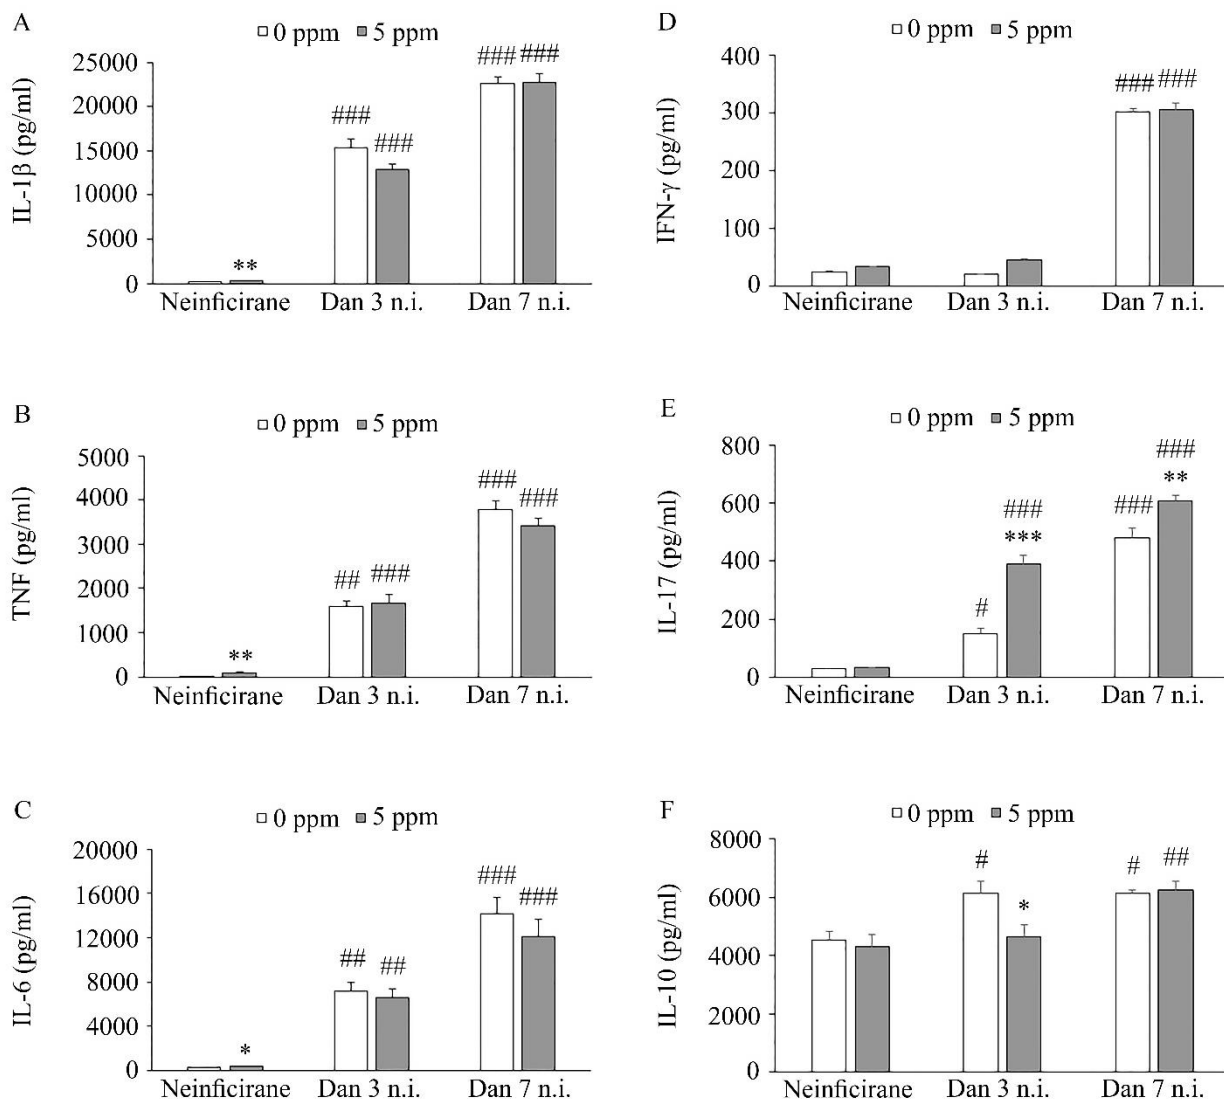 A
0 ppm 5 ppm
IL-1β (pg/ml)
25000
20000
15000
10000
5000
0
**
###
###
###
###
Neinficirane Dan 3 n.i. Dan 7 n.i.
D
0 ppm 5 ppm
IFN-γ (pg/ml)
400
300
200
100
0
###
###
Neinficirane Dan 3 n.i. Dan 7 n.i.
B
0 ppm 5 ppm
TNF (pg/ml)
5000
4000
3000
2000
1000
0
**
##
###
###
###
Neinficirane Dan 3 n.i. Dan 7 n.i.
E
0 ppm 5 ppm
IL-17 (pg/ml)
800
600
400
200
0
#
###
***
###
###
**
Neinficirane Dan 3 n.i. Dan 7 n.i.
C
0 ppm 5 ppm
IL-6 (pg/ml)
20000
16000
12000
8000
4000
0
*
##
##
###
###
Neinficirane Dan 3 n.i. Dan 7 n.i.
F
0 ppm 5 ppm
IL-10 (pg/ml)
8000
6000
4000
2000
0
#
*
#
##
Neinficirane Dan 3 n.i. Dan 7 n.i.